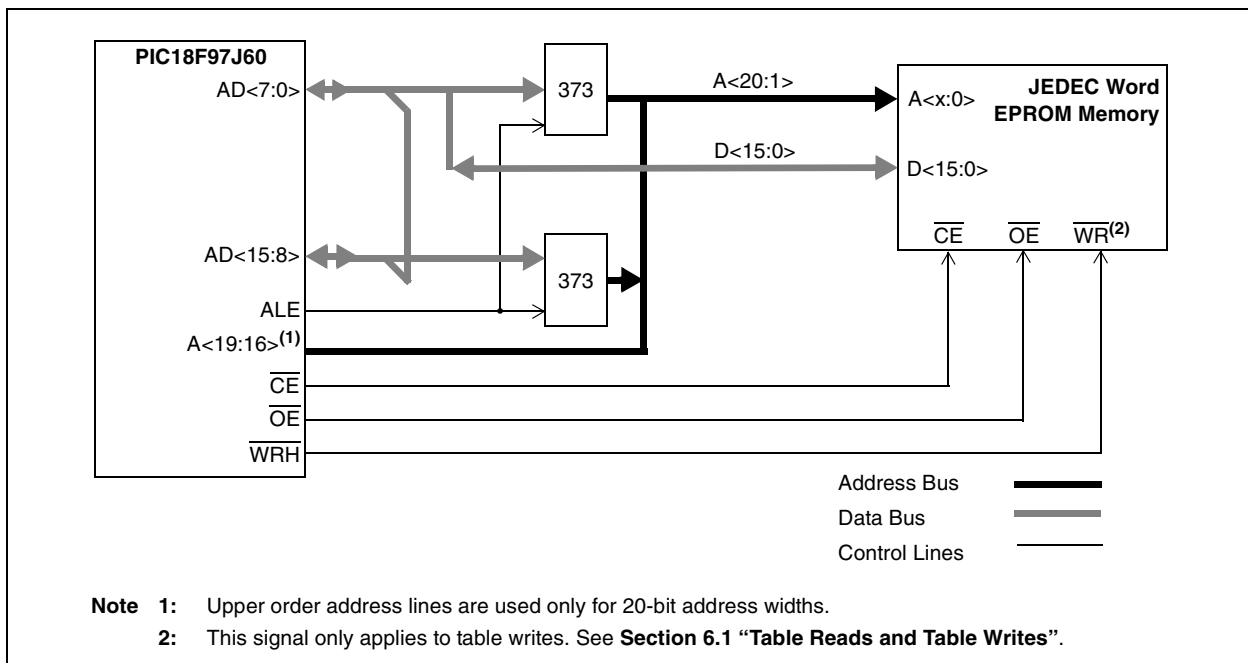 PIC18F97J60
AD<7:0>
373
A<20:1>
A<x:0>
JEDEC Word
EPROM Memory
D<15:0>
D<15:0>
AD<15:8>
373
CE OE WR(2)
ALE
A<19:16>(1)
CE
OE
WRH
Address Bus
Data Bus
Control Lines
Note 1: Upper order address lines are used only for 20-bit address widths.
2: This signal only applies to table writes. See Section 6.1 “Table Reads and Table Writes”.